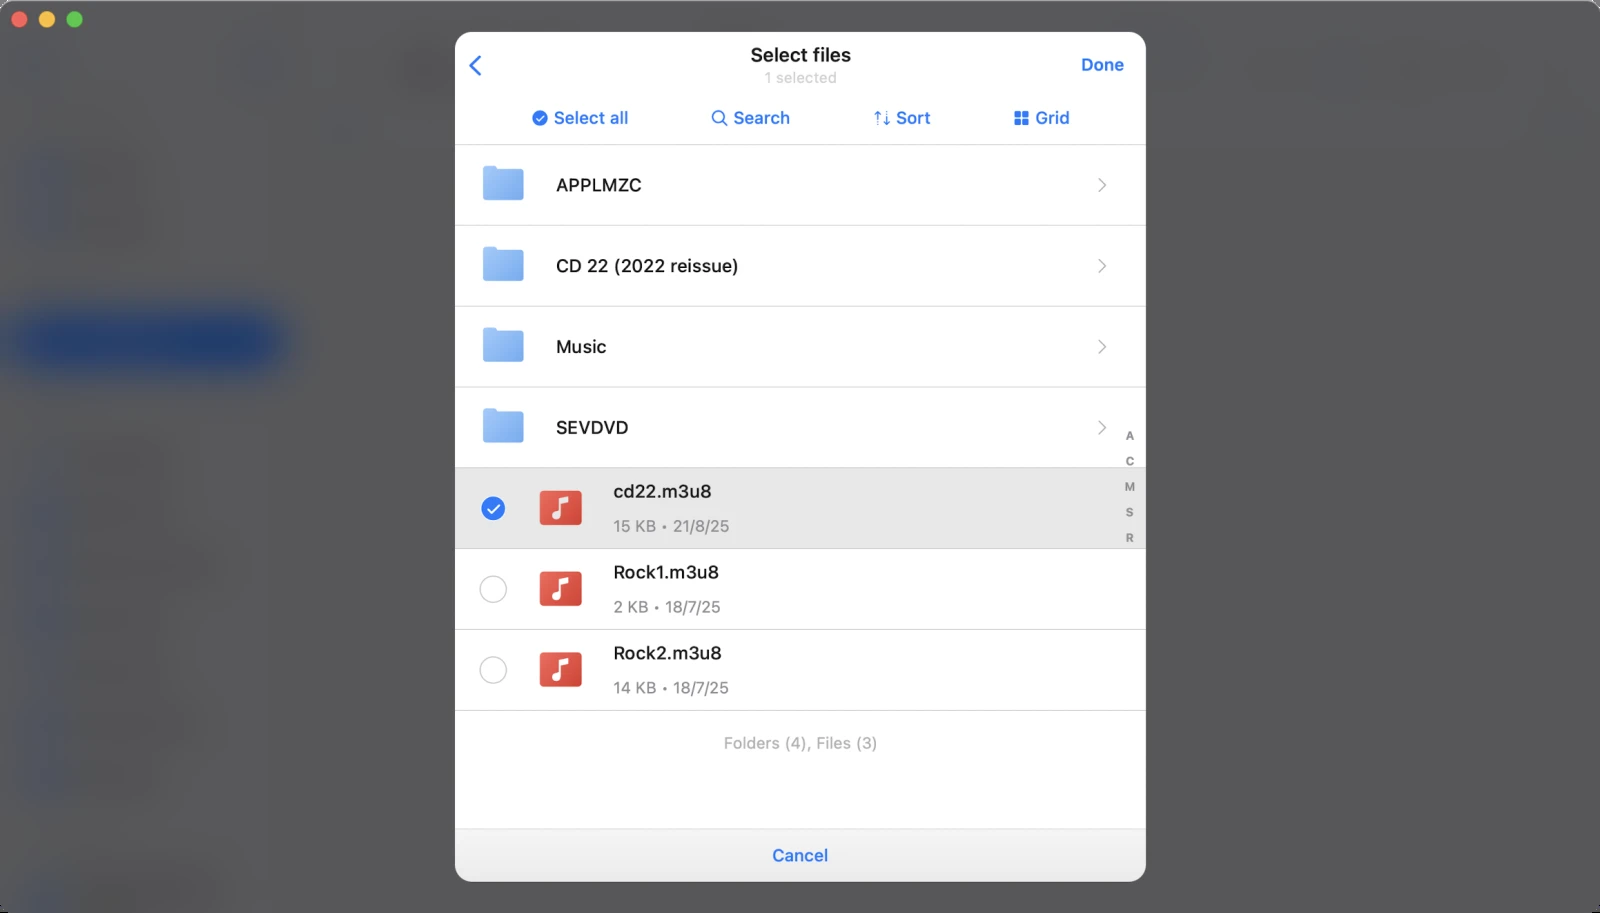 Select files
Done
1 selected
Select all
Search
Sort
Grid
APPLMZC
CD 22 (2022 reissue)
Music
SEVDVD
A
C
M
S
R
cd22.m3u8
15 KB • 21/8/25
Rock1.m3u8
2 KB • 18/7/25
Rock2.m3u8
14 KB • 18/7/25
Folders (4), Files (3)
Cancel